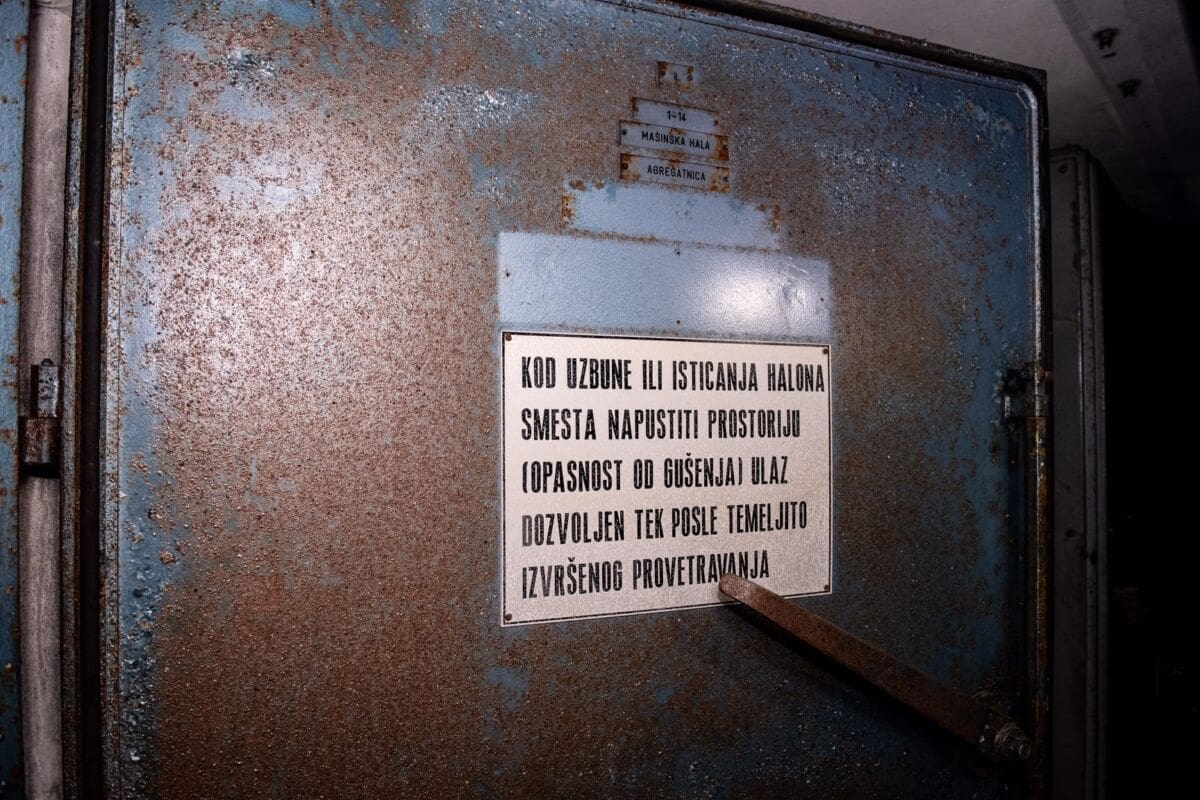 1-14
MAŠINSKA HALA
AGREGATNICA
KOD UZBUNE ILI ISTICANJA HALONA
SMESTA NAPUSTITI PROSTORIJU
(OPASNOST OD GUŠENJA) ULAZ
DOZVOLJEN TEK POSLE TEMELJITO
IZVRŠENOG PROVETRAVANJA